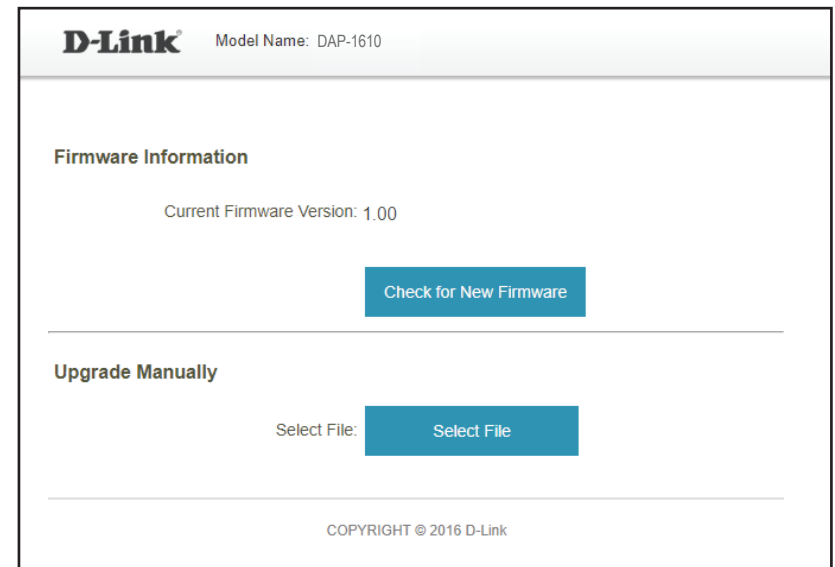 D-Link Model Name: DAP-1610
Firmware Information
Current Firmware Version: 1.00
Check for New Firmware
Upgrade Manually
Select File: Select File
COPYRIGHT © 2016 D-Link